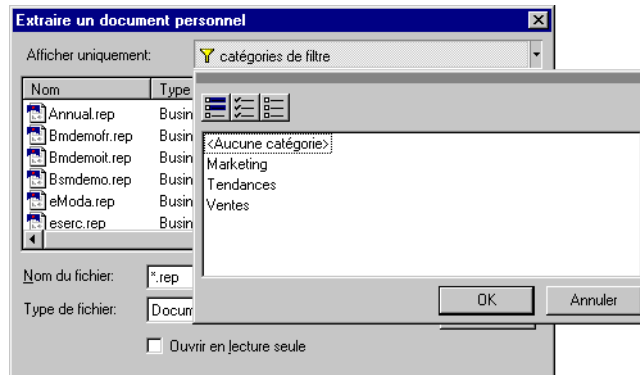 Extraire un document personnel
Afficher uniquement: catégories de filtre
Nom Type
Annual.rep Busin
Bmdemofr.rep Busin
Bmdemoit.rep Busin
Bsmdemo.rep Busin
eModa.rep Busin
eserc.rep Busin
<Aucune catégorie>
Marketing
Tendances
Ventes
OK Annuler
Nom du fichier: *.rep
Type de fichier: Docum
Ouvrir en lecture seule